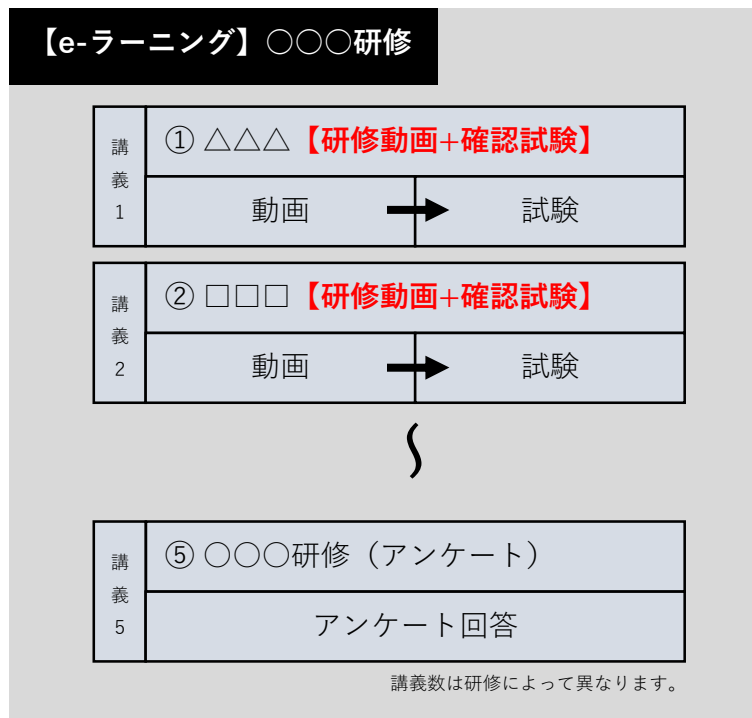 【e-ラーニング】○○○研修
講義1
① △△△【研修動画+確認試験】
動画
試験
講義2
② □□□【研修動画+確認試験】
動画
試験
～
講義5
⑤ ○○○研修（アンケート）
アンケート回答
講義数は研修によって異なります。